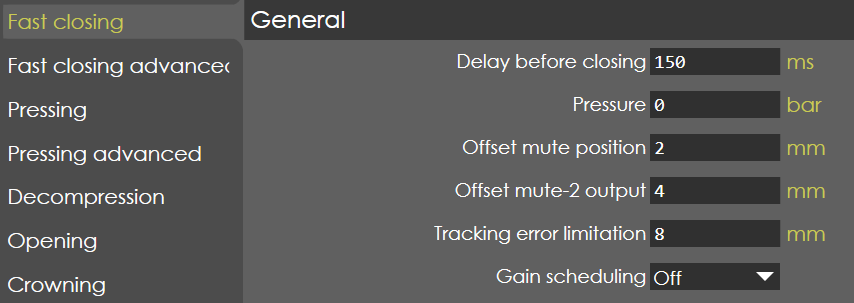 Fast closing
Fast closing advanced
Pressing
Pressing advanced
Decompression
Opening
Crowning
General
Delay before closing 150 ms
Pressure 0 bar
Offset mute position 2 mm
Offset mute-2 output 4 mm
Tracking error limitation 8 mm
Gain scheduling Off